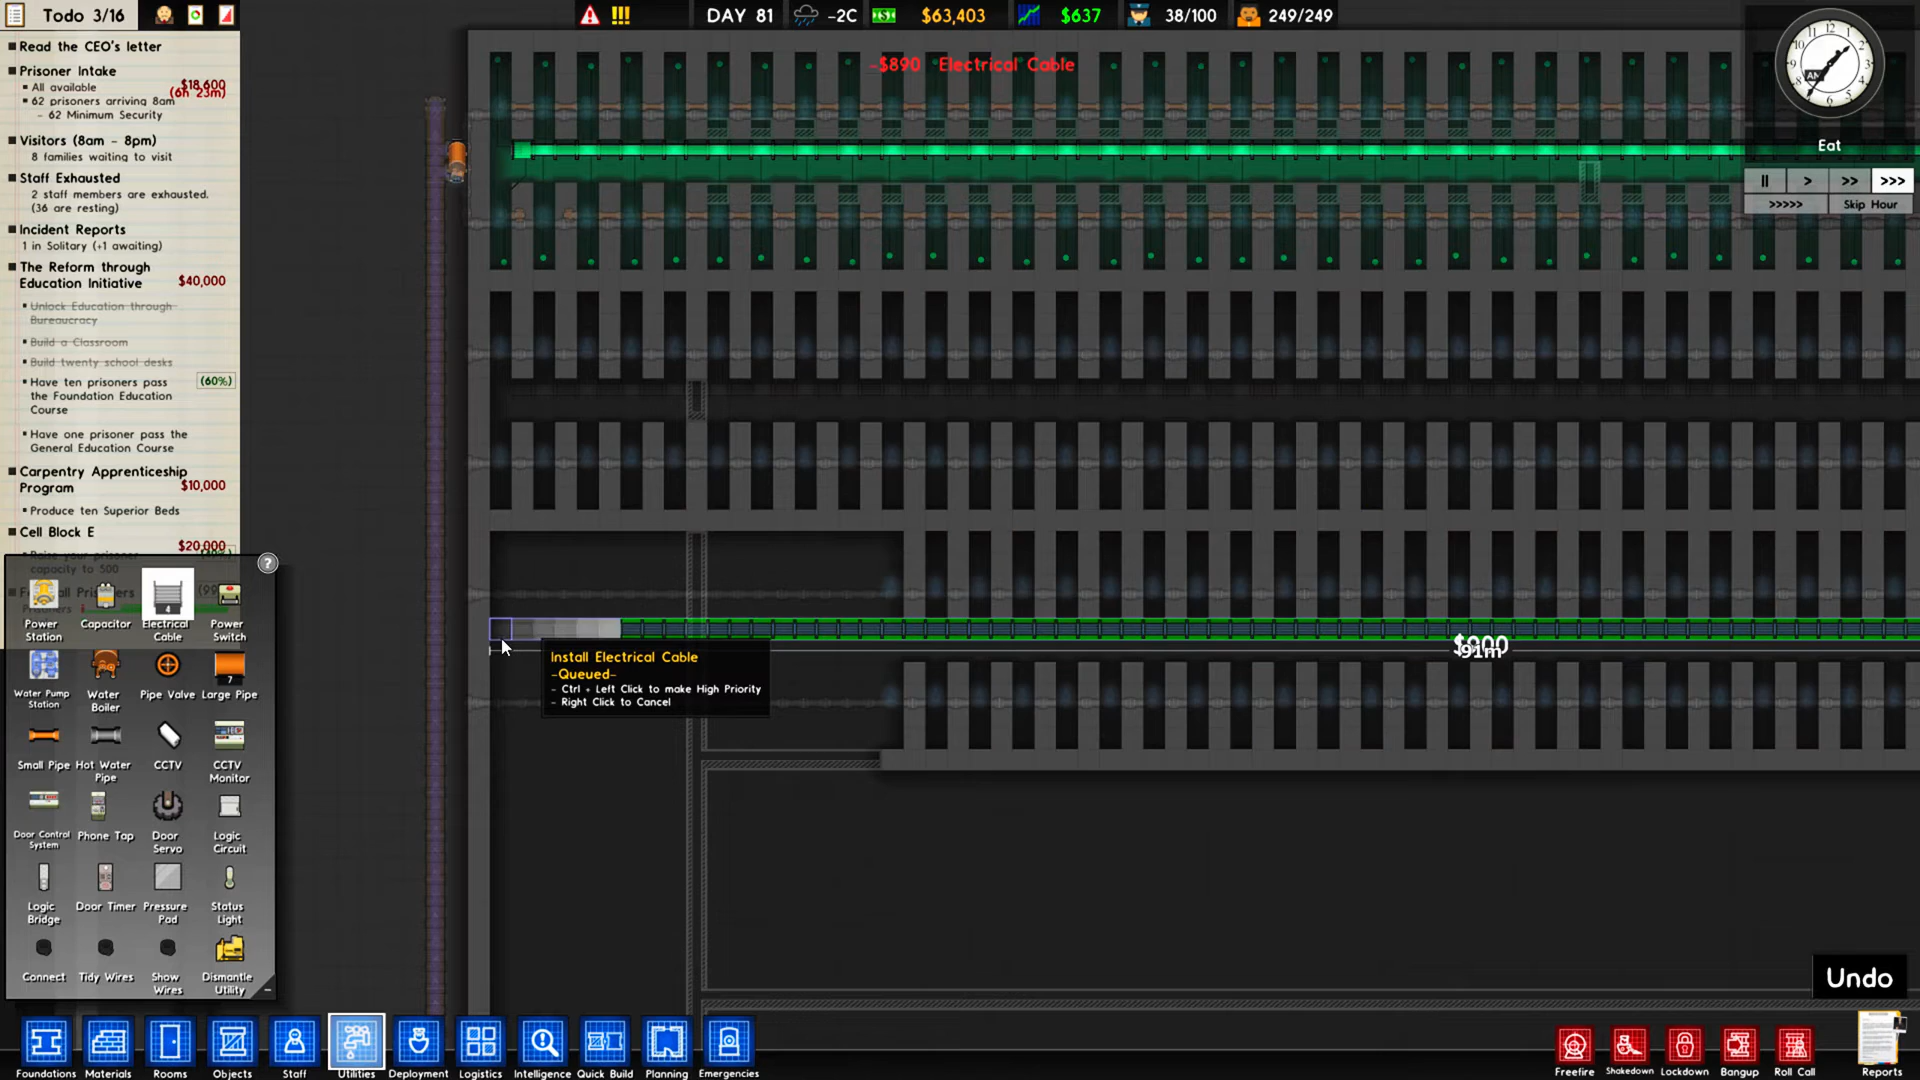 Todo 3/16
DAY 81
-2C
$63,403
$637
38/100
249/249
Read the CEO's letter
Prisoner Intake
$18,600
All available
(6h 23m)
62 prisoners arriving 8am
- 62 Minimum Security
Visitors (8am - 8pm)
8 families waiting to visit
Staff Exhausted
2 staff members are exhausted.
(36 are resting)
Incident Reports
1 in Solitary (+1 awaiting)
The Reform through
Education Initiative
$40,000
Unlock Education through
Bureaucracy
Build a Classroom
Build twenty school desks
Have ten prisoners pass
the Foundation Education
Course
(60%)
Have one prisoner pass the
General Education Course
Carpentry Apprenticeship
Program
$10,000
Produce ten Superior Beds
Cell Block E
$20,000
Raise your prisoner
capacity to 500
-$890 Electrical Cable
AM
Eat
Skip Hour
?
Power
Station
Capacitor
4
Electrical
Cable
Power
Switch
Water Pump
Station
Water
Boiler
Pipe Valve
7
Large Pipe
Small Pipe
Hot Water
Pipe
CCTV
CCTV
Monitor
Door Control
System
Phone Tap
Door
Servo
Logic
Circuit
Logic
Bridge
Door Timer
Pressure
Pad
Status
Light
Connect
Tidy Wires
Show
Wires
Dismantle
Utility
Install Electrical Cable
-Queued-
- Ctrl + Left Click to make High Priority
- Right Click to Cancel
$900
91m
Undo
Foundations
Materials
Rooms
Objects
Staff
Utilities
Deployment
Logistics
Intelligence
Quick Build
Planning
Emergencies
Freefire
Shakedown
Lockdown
Bangup
Roll Call
Reports